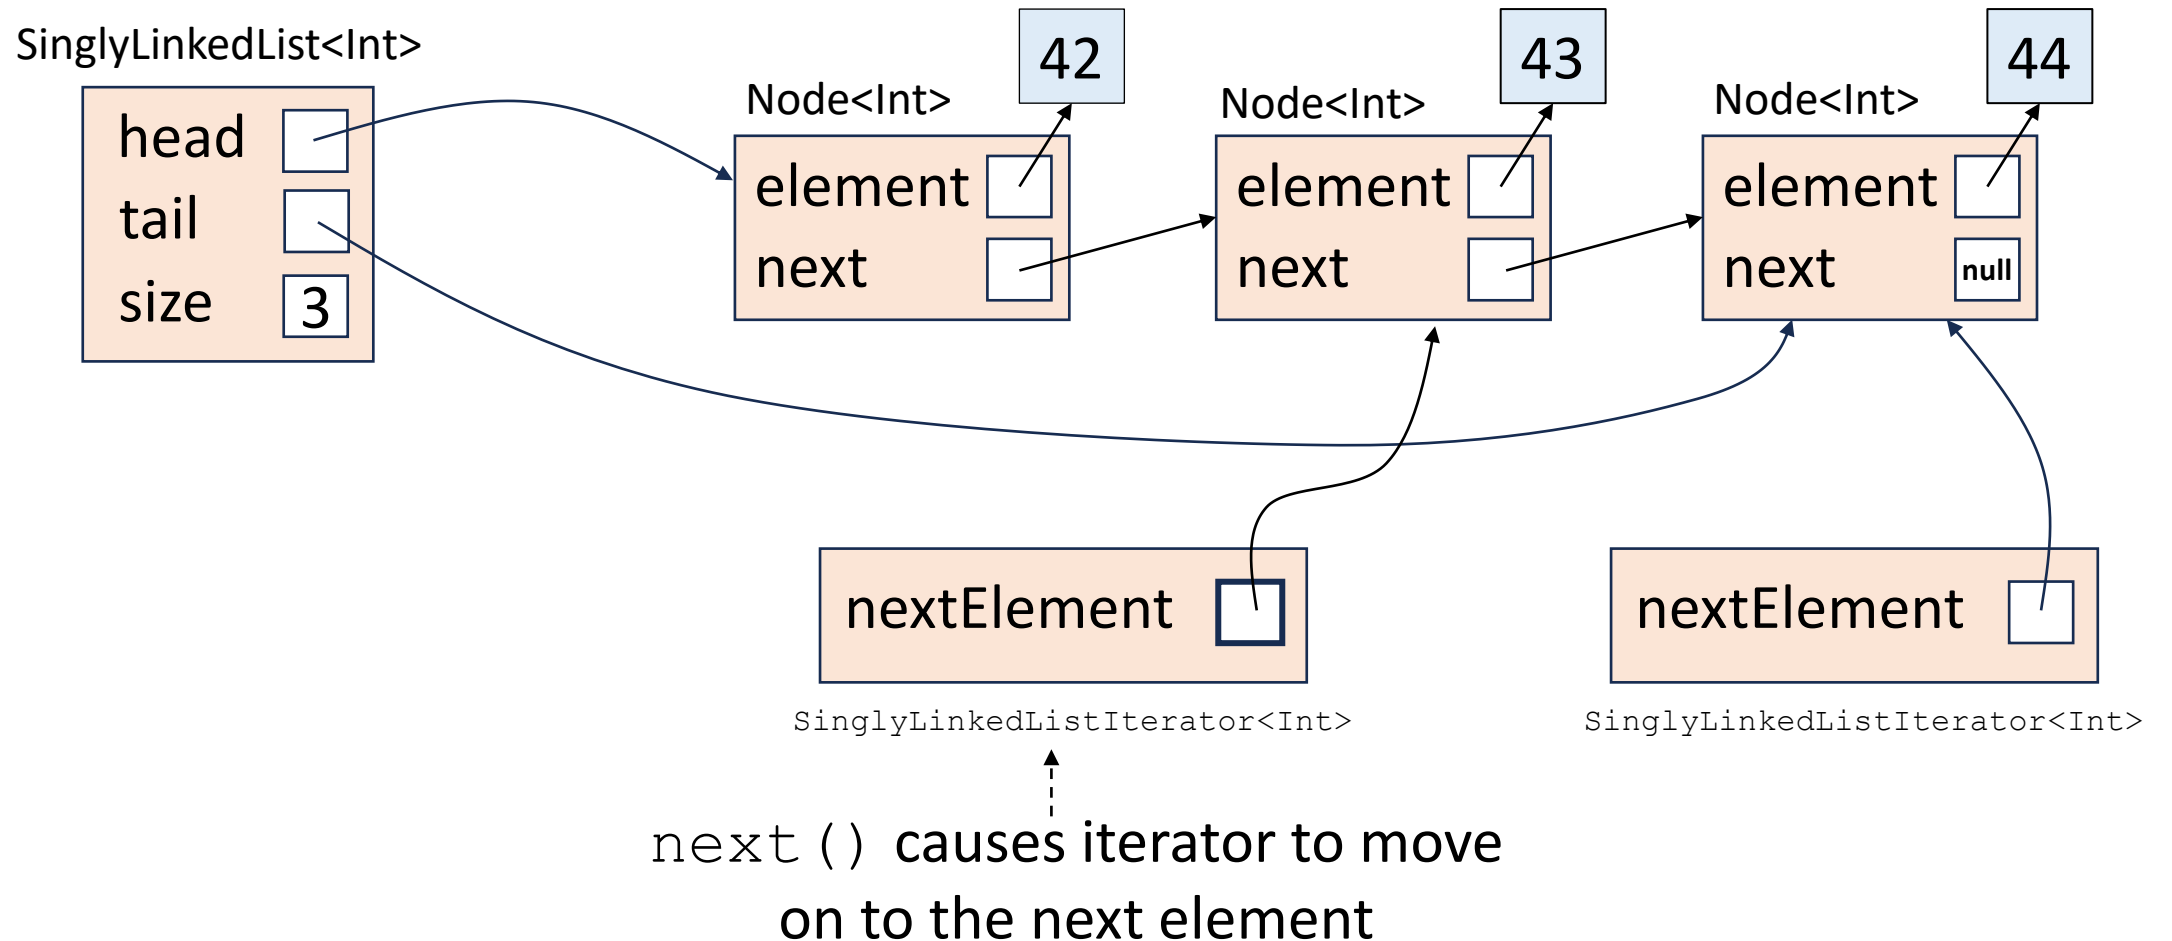 SinglyLinkedList<Int>
head
tail
size 3
42
Node<Int>
element
next
43
Node<Int>
element
next
44
Node<Int>
element
next null
nextElement
SinglyLinkedListIterator<Int>
nextElement
SinglyLinkedListIterator<Int>
next() causes iterator to move
on to the next element